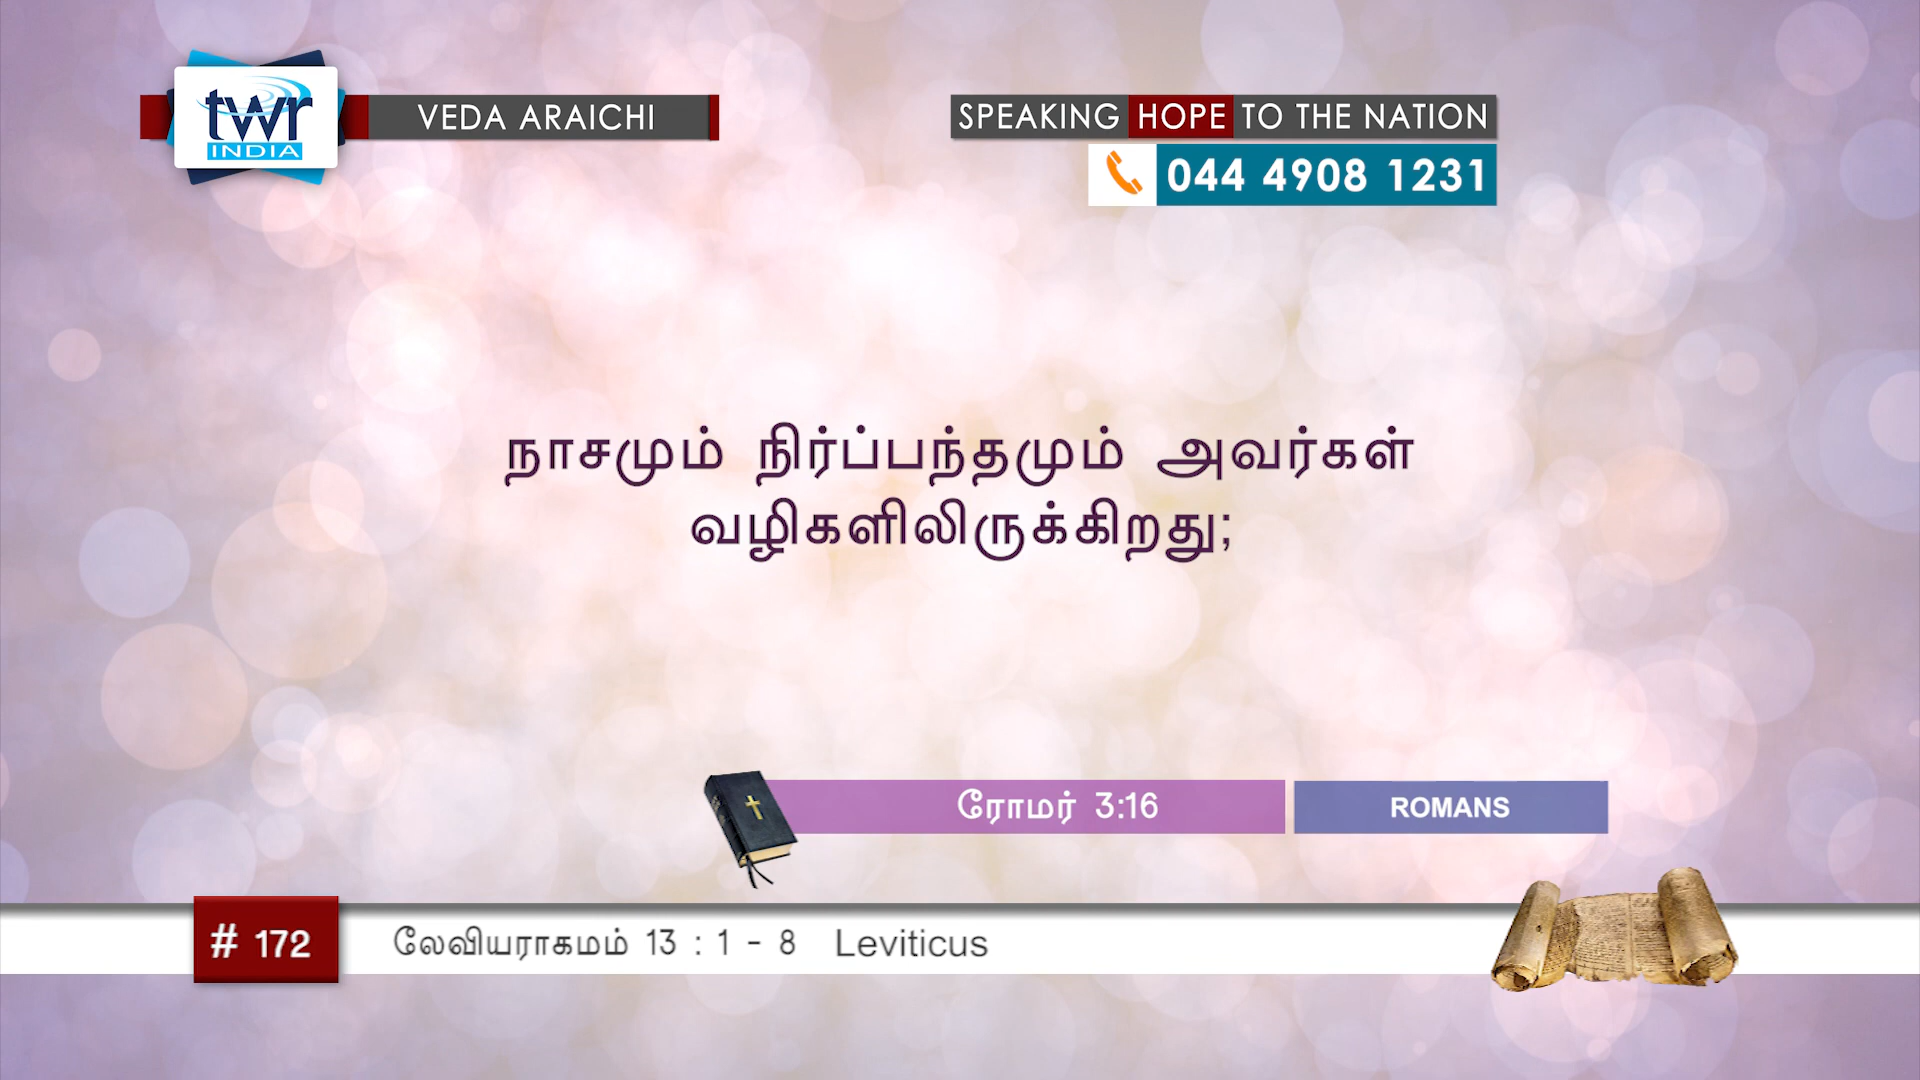 twr
INDIA
VEDA ARAICHI
SPEAKING HOPE TO THE NATION
044 4908 1231
நாசமும் நிர்ப்பந்தமும் அவர்கள்
வழிகளிலிருக்கிறது;
ரோமர் 3:16
ROMANS
# 172
லேவியராகமம் 13 : 1 - 8 Leviticus